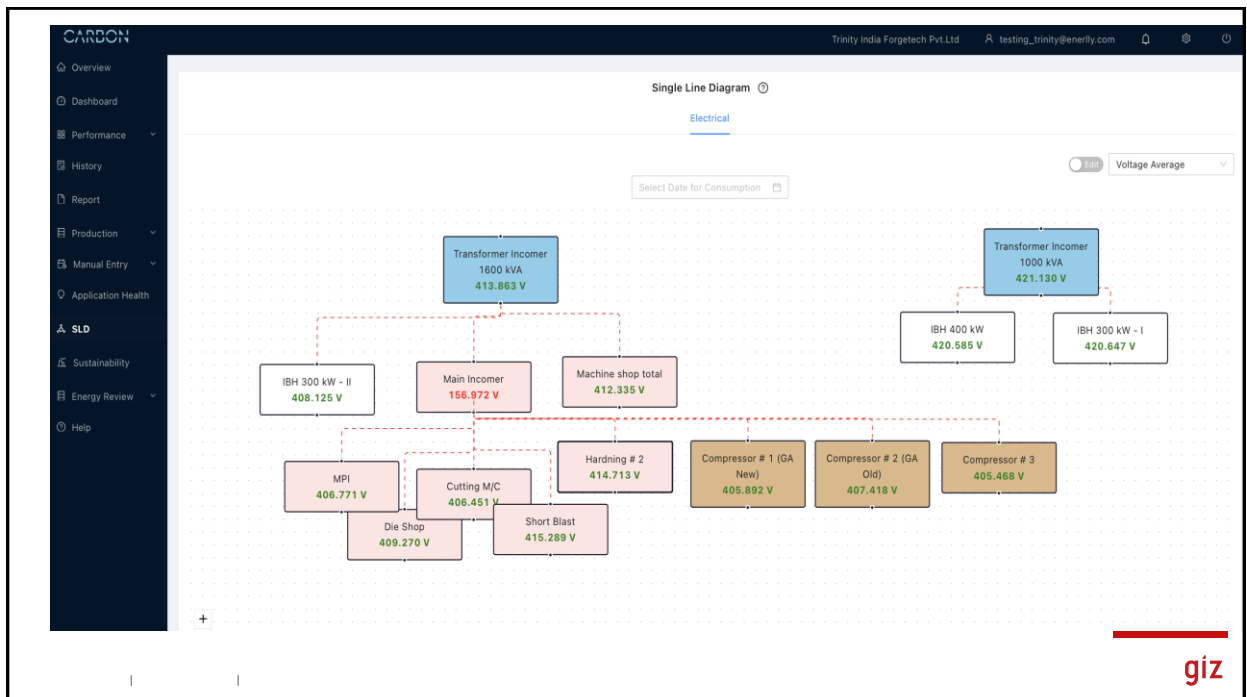 CARBON
Trinity India Forgetech Pvt.Ltd
testing_trinity@enerlly.com
Overview
Dashboard
Performance
History
Report
Production
Manual Entry
Application Health
SLD
Sustainability
Energy Review
Help
Single Line Diagram
Electrical
Edit
Voltage Average
Select Date for Consumption
Transformer Incomer
1600 kVA
413.863 V
Transformer Incomer
1000 kVA
421.130 V
IBH 400 kW
420.585 V
IBH 300 kW - I
420.647 V
IBH 300 kW - II
408.125 V
Main Incomer
156.972 V
Machine shop total
412.335 V
MPI
406.771 V
Die Shop
409.270 V
Cutting M/C
406.451 V
Short Blast
415.289 V
Hardning # 2
414.713 V
Compressor # 1 (GA
New)
405.892 V
Compressor # 2 (GA
Old)
407.418 V
Compressor # 3
405.468 V
+
giz